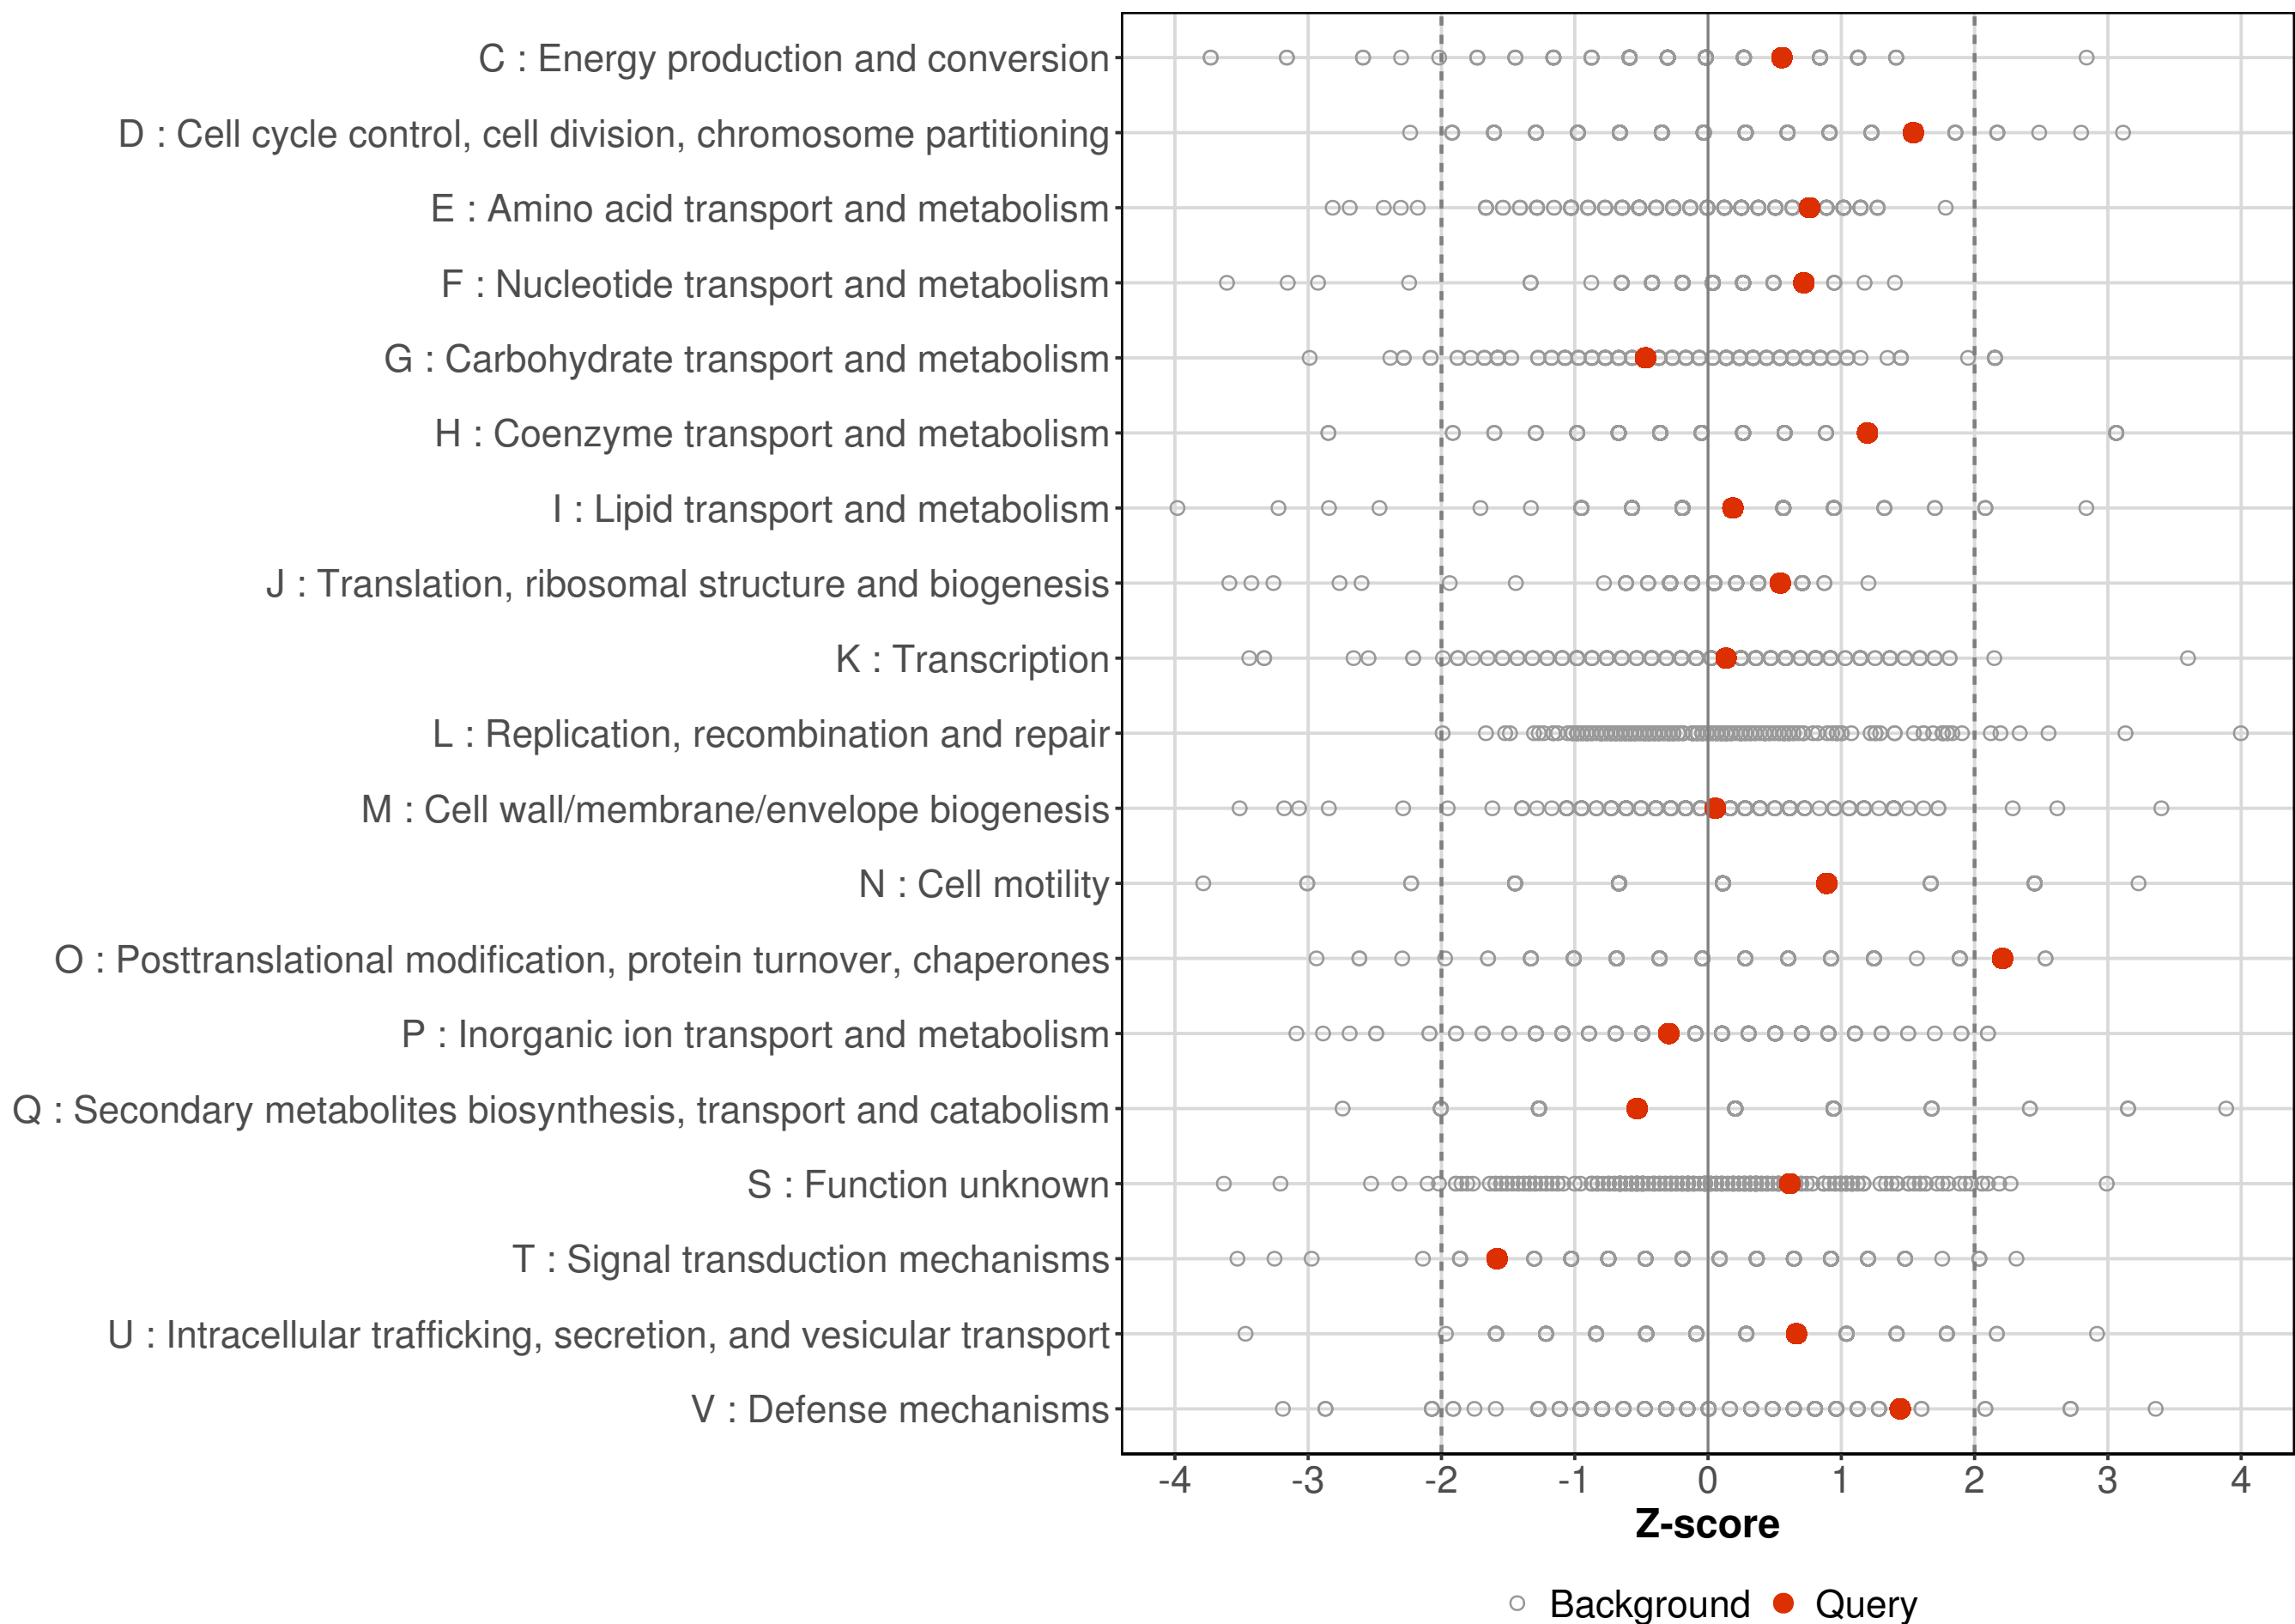 C : Energy production and conversion
D : Cell cycle control, cell division, chromosome partitioning
E : Amino acid transport and metabolism
F : Nucleotide transport and metabolism
G : Carbohydrate transport and metabolism
H : Coenzyme transport and metabolism
I : Lipid transport and metabolism
J : Translation, ribosomal structure and biogenesis
K : Transcription
L : Replication, recombination and repair
M : Cell wall/membrane/envelope biogenesis
N : Cell motility
O : Posttranslational modification, protein turnover, chaperones
P : Inorganic ion transport and metabolism
Q : Secondary metabolites biosynthesis, transport and catabolism
S : Function unknown
T : Signal transduction mechanisms
U : Intracellular trafficking, secretion, and vesicular transport
V : Defense mechanisms
-4 -3 -2 -1 0 1 2 3 4
Z-score
Background Query